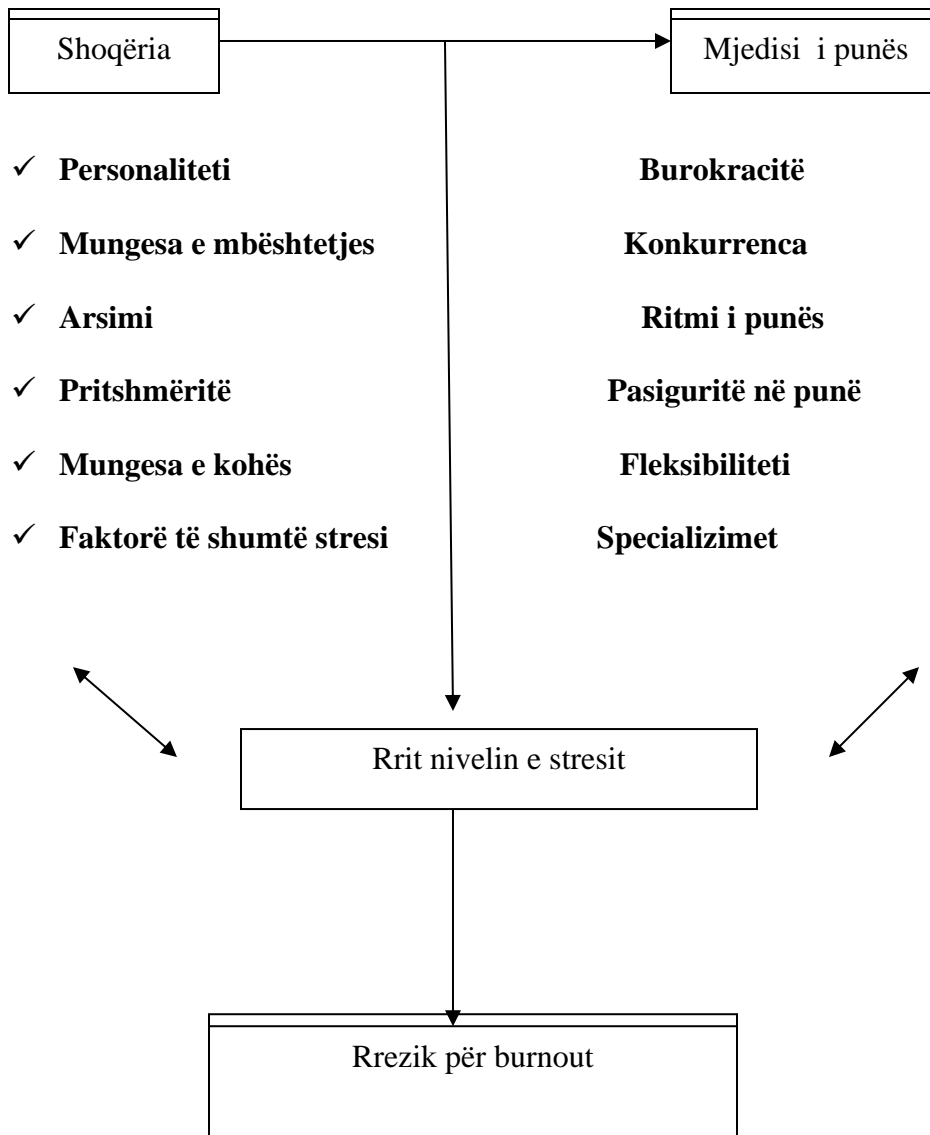 Shoqëria Mjedisi i punës
✓ Personaliteti Burokracitë
✓ Mungesa e mbështetjes Konkurrenca
✓ Arsimi Ritmi i punës
✓ Pritshmëritë Pasiguritë në punë
✓ Mungesa e kohës Fleksibiliteti
✓ Faktorë të shumtë stresi Specializimet
Rrit nivelin e stresit
Rrezik për burnout